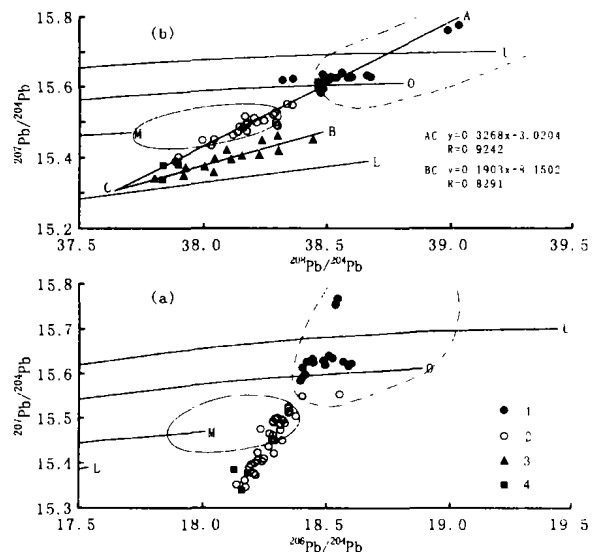 (b)
15.8
15.6
15.4
15.2
²⁰⁷Pb/²⁰⁴Pb
A
U
O
M
B
L
C
AC y=0.3268x-3.0204
R=0.9242
BC y=0.1903x-8.1502
R=0.8291
37.5 38.0 38.5 39.0 39.5
²⁰⁸Pb/²⁰⁴Pb
(a)
15.8
15.7
15.6
15.5
15.4
15.3
²⁰⁷Pb/²⁰⁴Pb
O
M
L
1
2
3
4
17.5 18.0 18.5 19.0 19.5
²⁰⁶Pb/²⁰⁴Pb